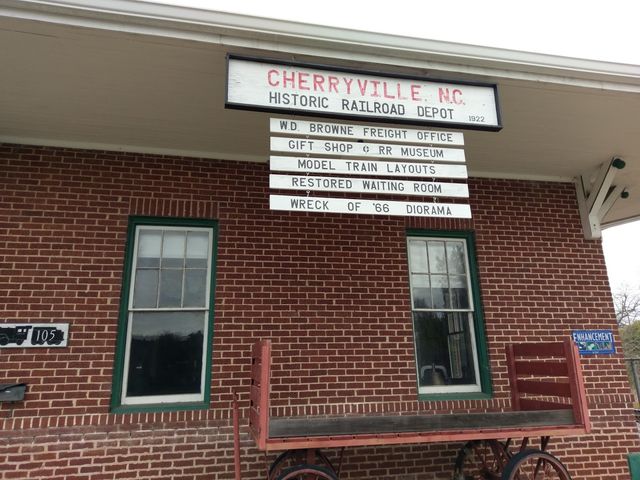 CHERRYVILLE, N.C.
HISTORIC RAILROAD DEPOT 1922
W.D. BROWNE FREIGHT OFFICE
GIFT SHOP & RR MUSEUM
MODEL TRAIN LAYOUTS
RESTORED WAITING ROOM
WRECK OF '66 DIORAMA
105
ENHANCEMENT